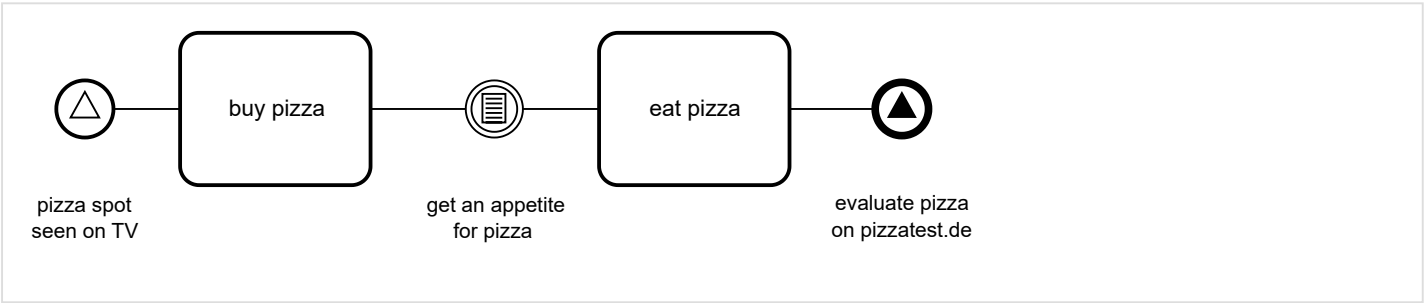 buy pizza
eat pizza
pizza spot
seen on TV
get an appetite
for pizza
evaluate pizza
on pizzatest.de